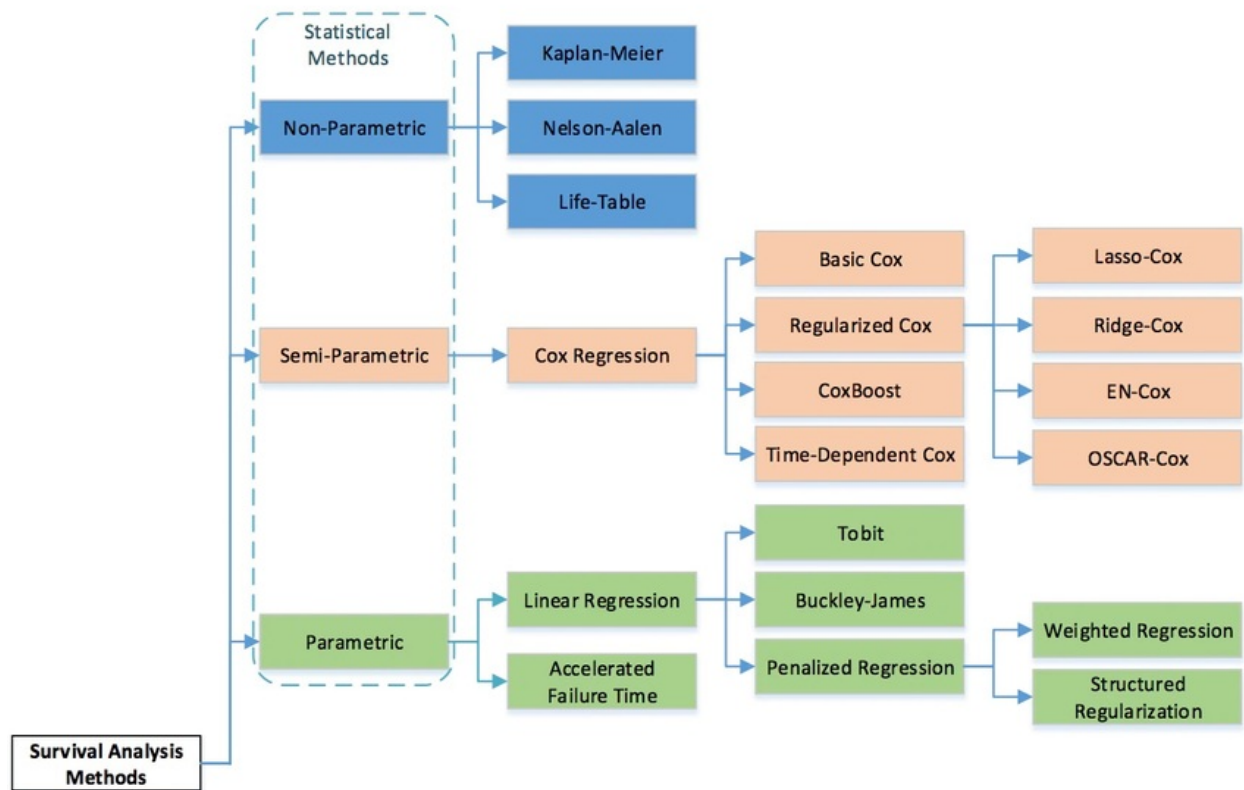 Statistical
Methods
Non-Parametric
Kaplan-Meier
Nelson-Aalen
Life-Table
Semi-Parametric
Cox Regression
Basic Cox
Regularized Cox
CoxBoost
Time-Dependent Cox
Lasso-Cox
Ridge-Cox
EN-Cox
OSCAR-Cox
Parametric
Linear Regression
Accelerated
Failure Time
Tobit
Buckley-James
Penalized Regression
Weighted Regression
Structured
Regularization
Survival Analysis
Methods